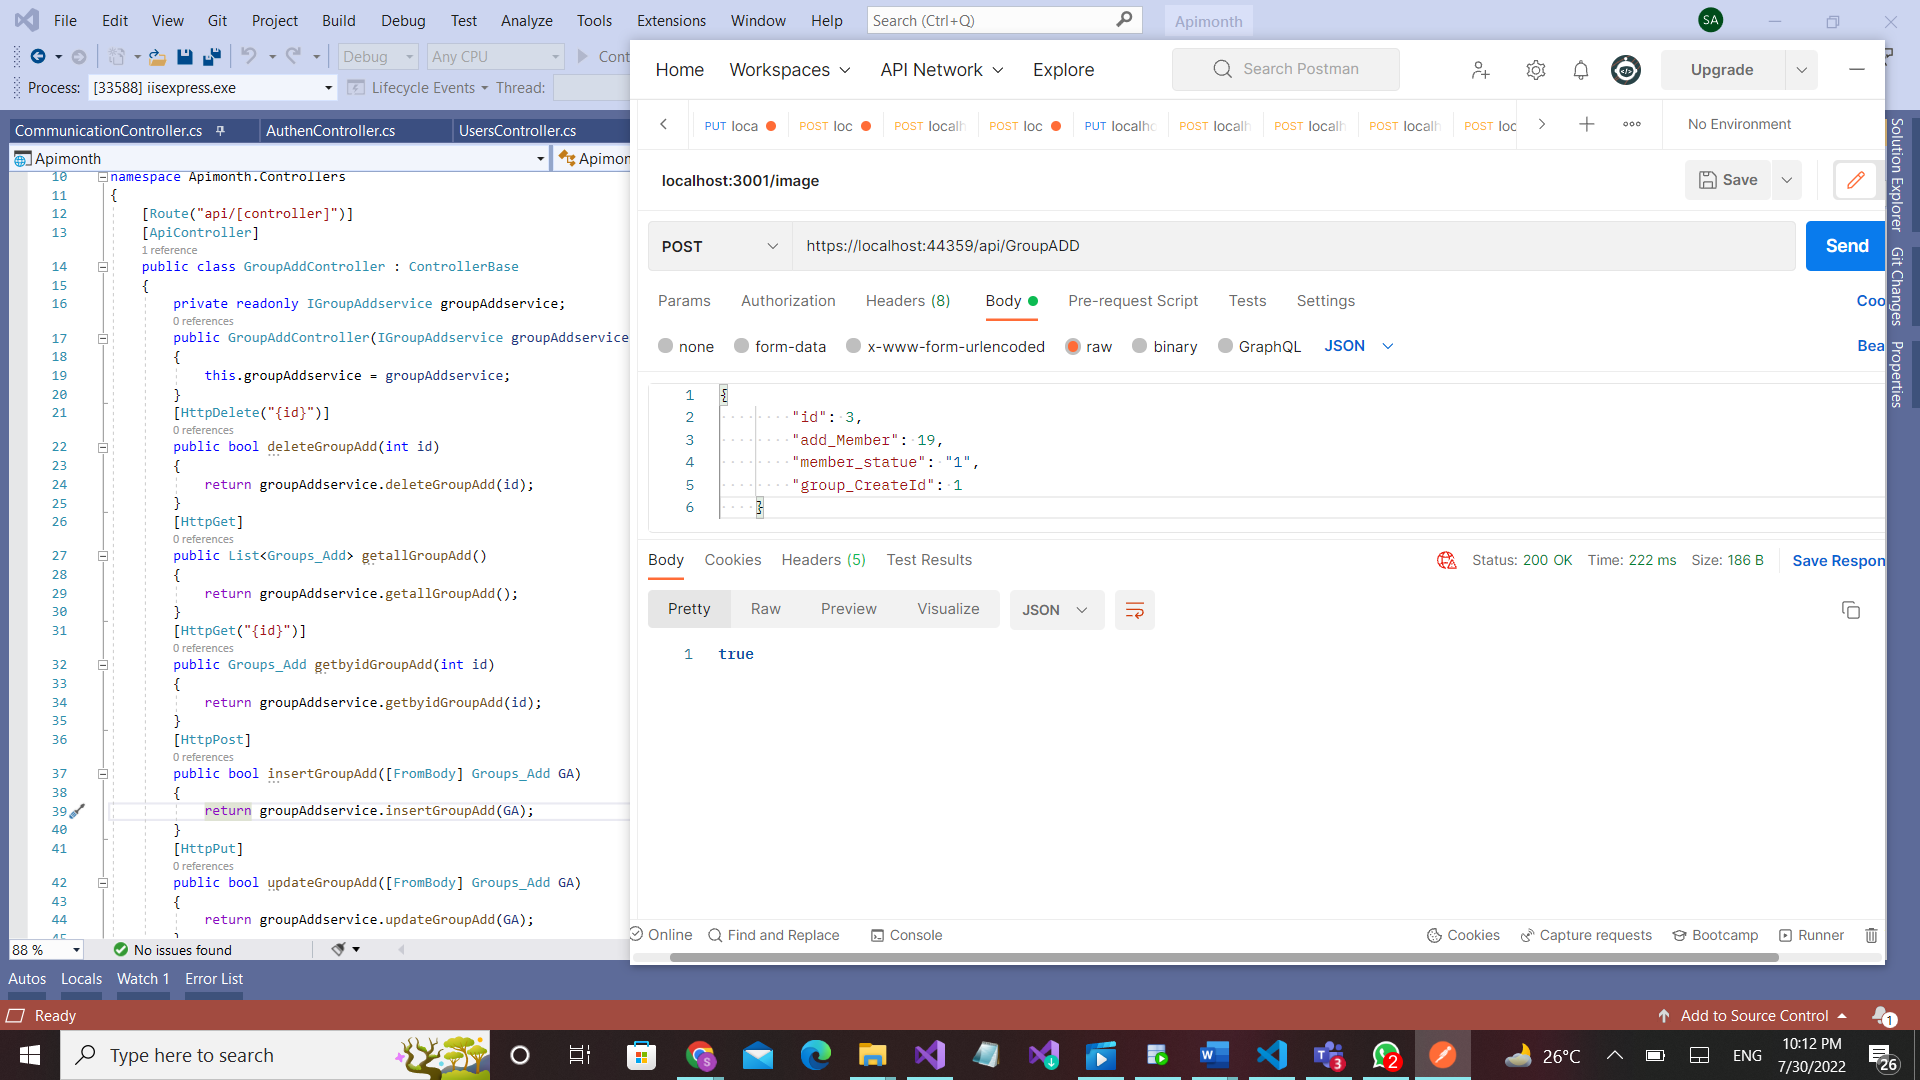 File Edit View Git Project Build Debug Test Analyze Tools Extensions Window Help Search (Ctrl+Q) Apimonth SA
Debug Any CPU Cont
Process: [33588] iisexpress.exe Lifecycle Events Thread:
CommunicationController.cs AuthenController.cs UsersController.cs
Apimonth Apimon
10 namespace Apimonth.Controllers
11 {
12 [Route("api/[controller]")]
13 [ApiController]
1 reference
14 public class GroupAddController : ControllerBase
15 {
16 private readonly IGroupAddservice groupAddservice;
0 references
17 public GroupAddController(IGroupAddservice groupAddservice
18 {
19 this.groupAddservice = groupAddservice;
20 }
21 [HttpDelete("{id}")]
0 references
22 public bool deleteGroupAdd(int id)
23 {
24 return groupAddservice.deleteGroupAdd(id);
25 }
26 [HttpGet]
0 references
27 public List<Groups_Add> getallGroupAdd()
28 {
29 return groupAddservice.getallGroupAdd();
30 }
31 [HttpGet("{id}")]
0 references
32 public Groups_Add getbyidGroupAdd(int id)
33 {
34 return groupAddservice.getbyidGroupAdd(id);
35 }
36 [HttpPost]
0 references
37 public bool insertGroupAdd([FromBody] Groups_Add GA)
38 {
39 return groupAddservice.insertGroupAdd(GA);
40 }
41 [HttpPut]
0 references
42 public bool updateGroupAdd([FromBody] Groups_Add GA)
43 {
44 return groupAddservice.updateGroupAdd(GA);
45 }
88 % No issues found
Autos Locals Watch 1 Error List
Home Workspaces API Network Explore Search Postman Upgrade
PUT loca POST loc POST localh POST loc PUT localhc POST localh POST localh POST localh POST loc No Environment
localhost:3001/image Save
POST https://localhost:44359/api/GroupADD Send
Params Authorization Headers (8) Body Pre-request Script Tests Settings Coo
none form-data x-www-form-urlencoded raw binary GraphQL JSON Bea
1 {
2 "id": 3,
3 "add_Member": 19,
4 "member_statue": "1",
5 "group_CreateId": 1
6 }
Body Cookies Headers (5) Test Results Status: 200 OK Time: 222 ms Size: 186 B Save Respon
Pretty Raw Preview Visualize JSON
1 true
Online Find and Replace Console Cookies Capture requests Bootcamp Runner
Solution Explorer
Git Changes
Properties
Ready Add to Source Control 1
Type here to search S 3 2 26°C ENG 10:12 PM
7/30/2022 26